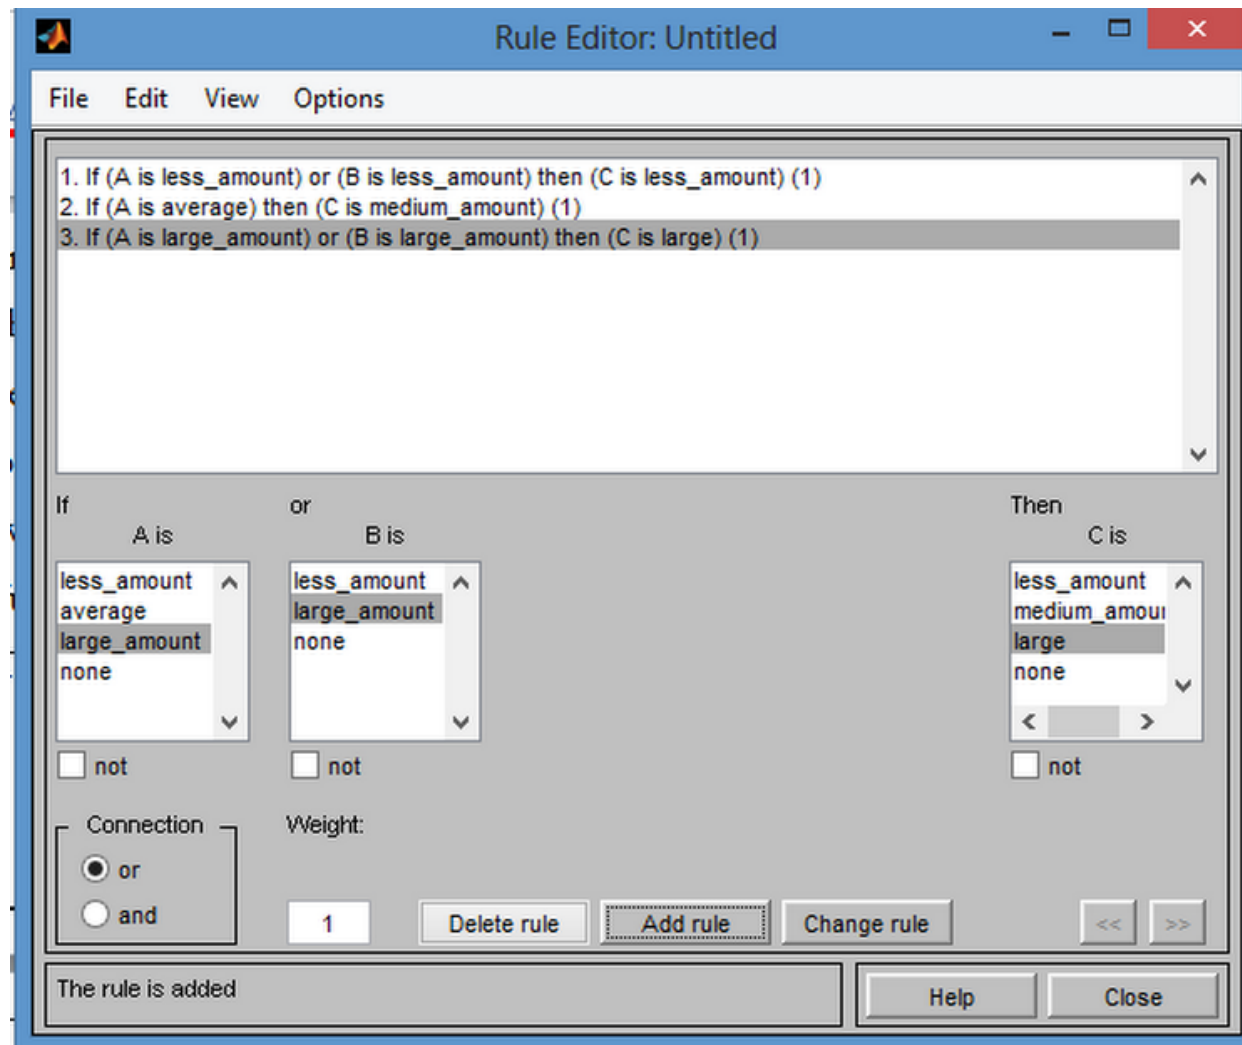 Rule Editor: Untitled
File Edit View Options
1. If (A is less_amount) or (B is less_amount) then (C is less_amount) (1)
2. If (A is average) then (C is medium_amount) (1)
3. If (A is large_amount) or (B is large_amount) then (C is large) (1)
If or Then
A is B is C is
less_amount less_amount less_amount
average large_amount medium_amour
large_amount none large
none none
not not not
Connection Weight:
or
and 1 Delete rule Add rule Change rule << >>
The rule is added Help Close